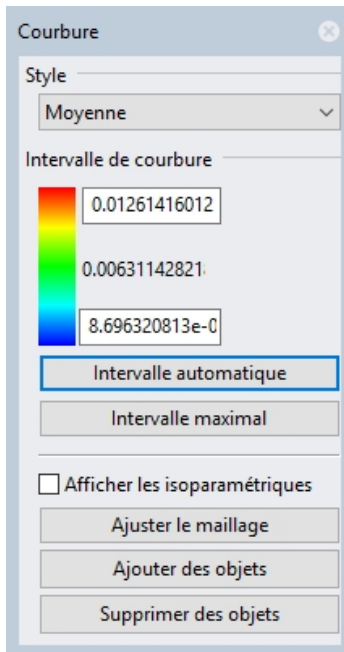 Courbure
Style
Moyenne
Intervalle de courbure
0.01261416012
0.00631142821
8.696320813e-0
Intervalle automatique
Intervalle maximal
Afficher les isoparamétriques
Ajuster le maillage
Ajouter des objets
Supprimer des objets